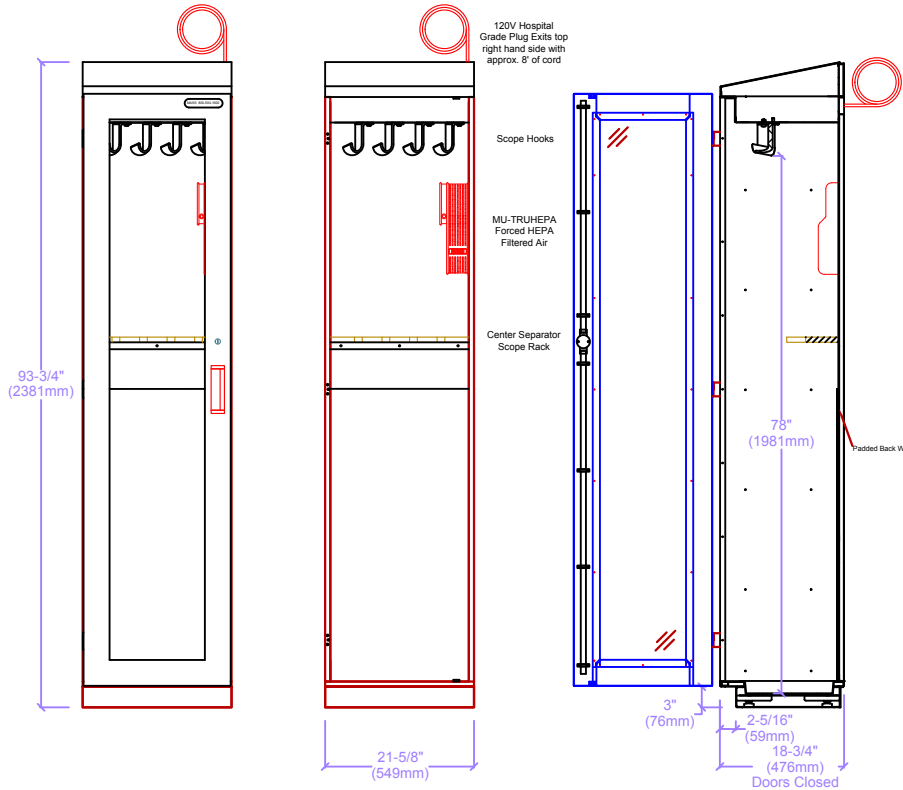 120V Hospital
Grade Plug Exits top
right hand side with
approx. 8' of cord
Scope Hooks
MU-TRUHEPA
Forced HEPA
Filtered Air
Center Separator
Scope Rack
93-3/4"
(2381mm)
78"
(1981mm)
Padded Back W
3"
(76mm)
2-5/16"
(59mm)
21-5/8"
(549mm)
18-3/4"
(476mm)
Doors Closed